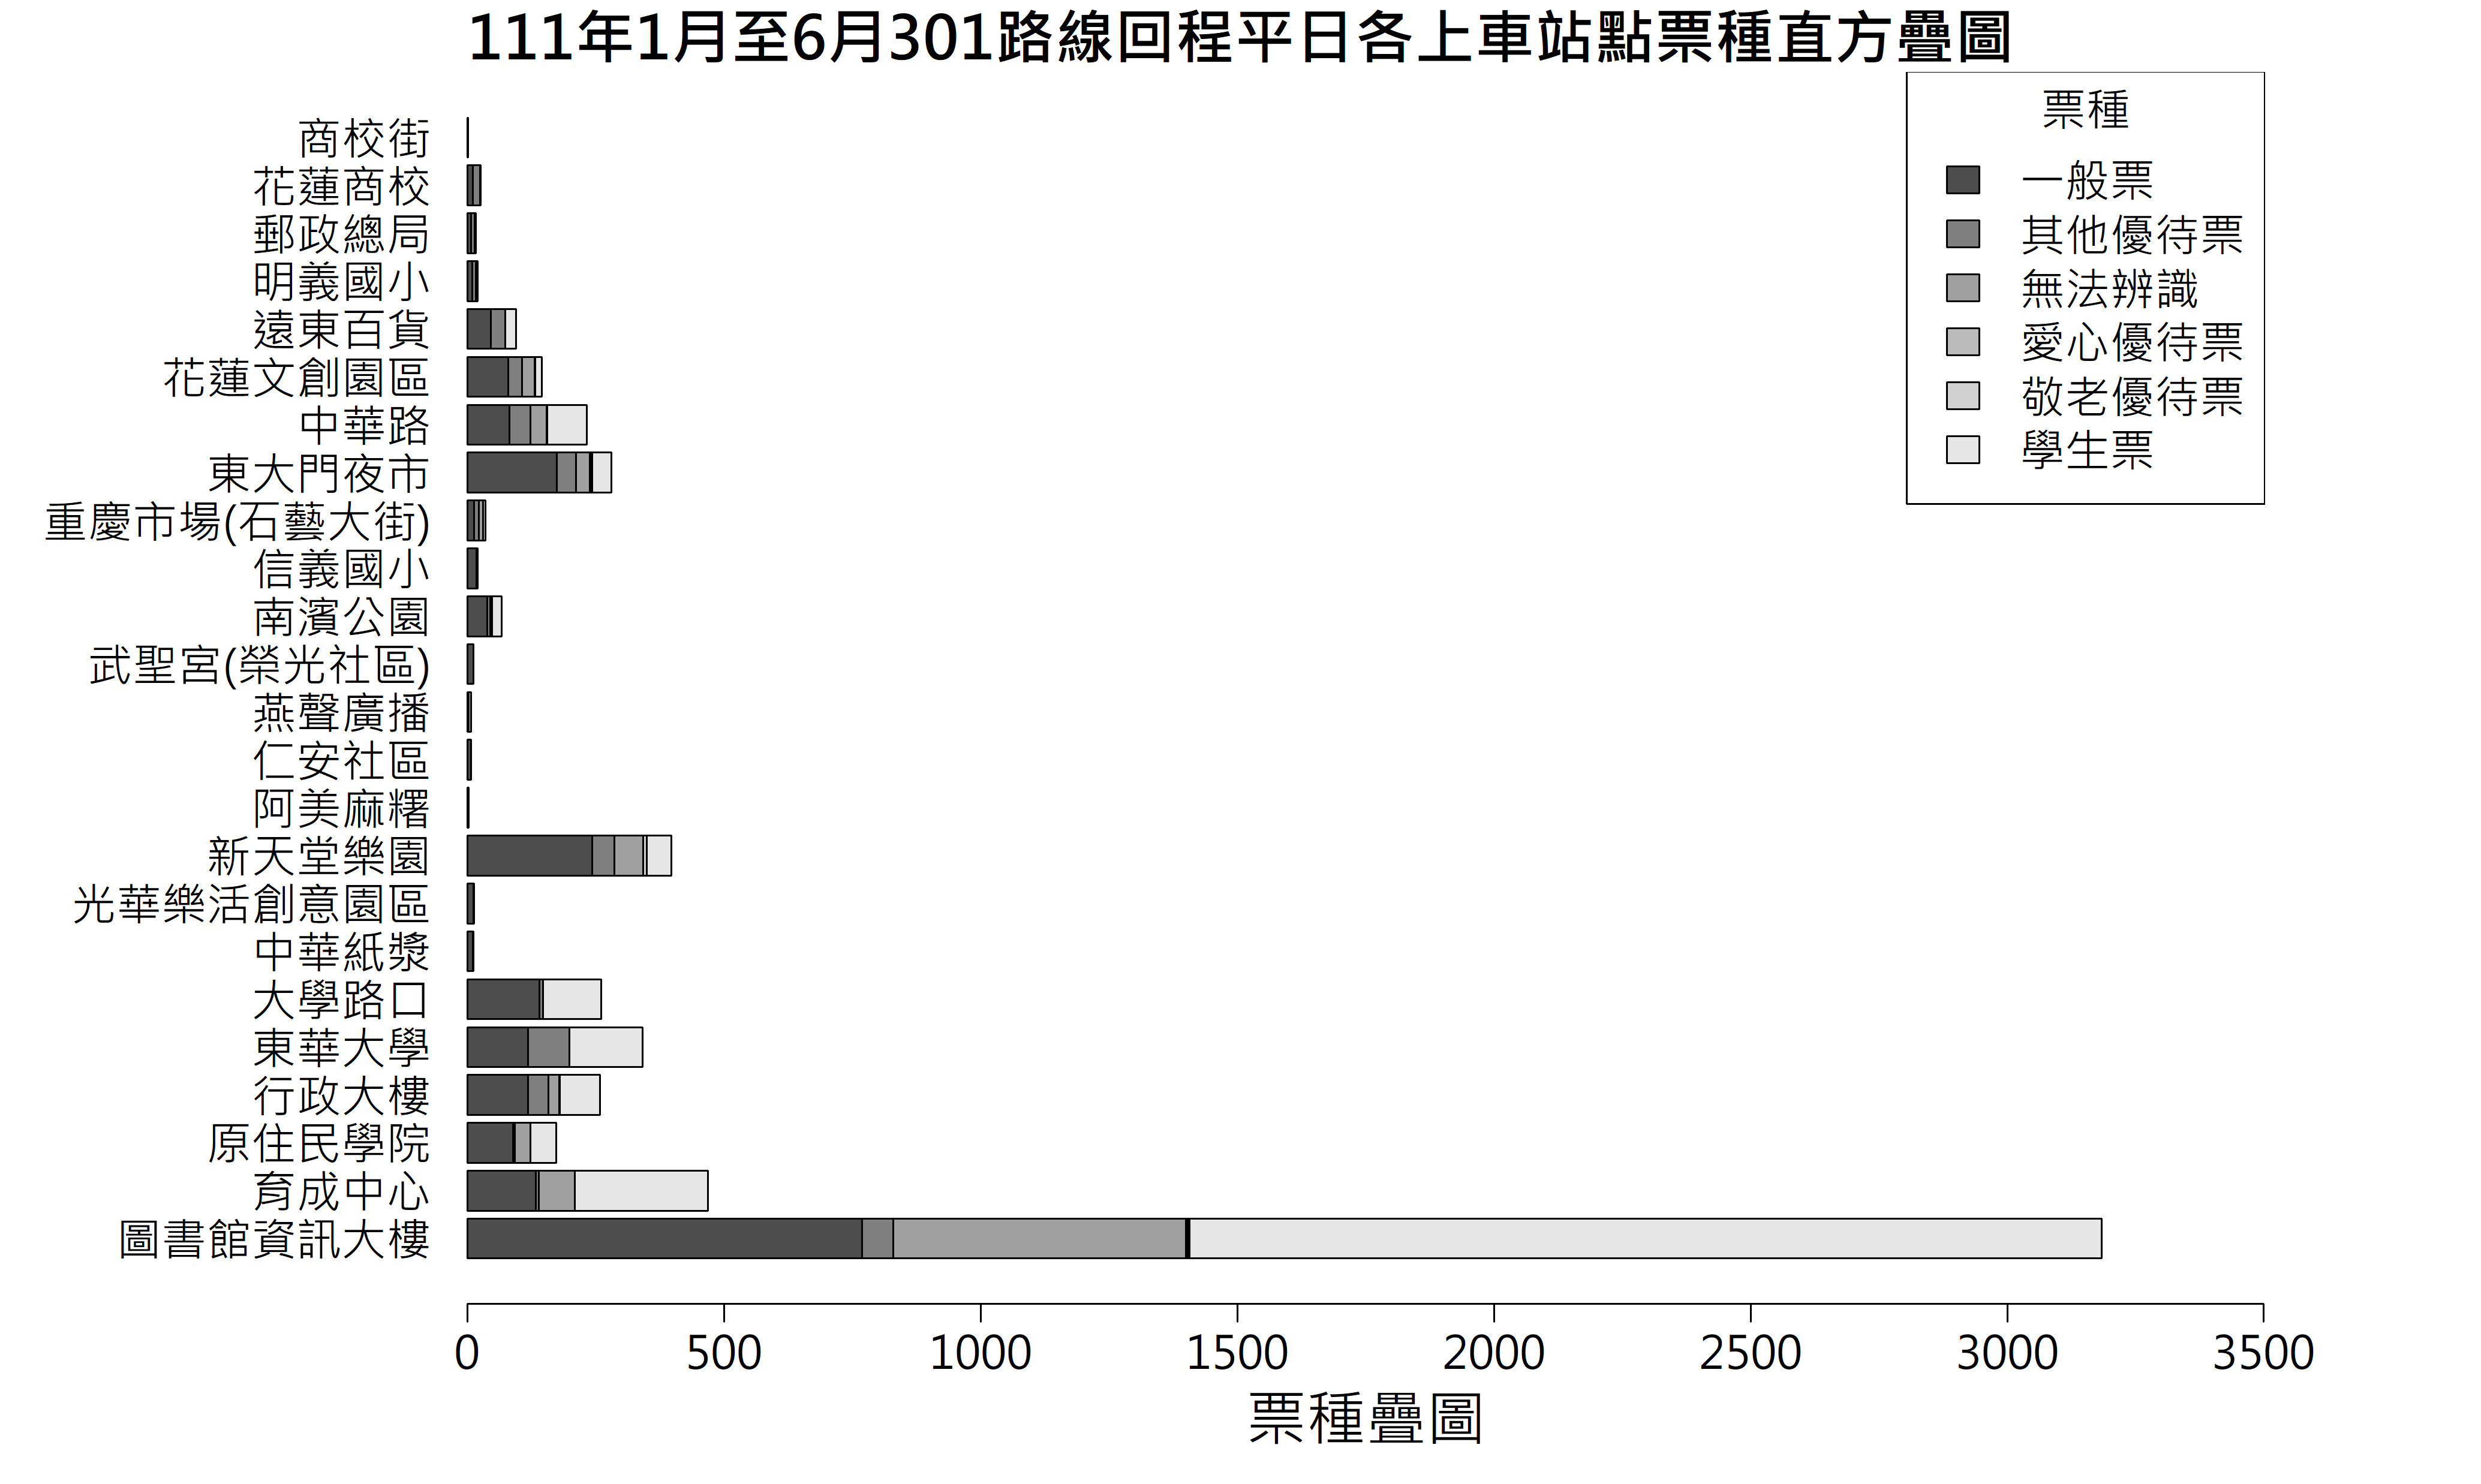 111年1月至6月301路線回程平日各上車站點票種直方疊圖
票種
一般票
其他優待票
無法辨識
愛心優待票
敬老優待票
學生票
商校街
花蓮商校
郵政總局
明義國小
遠東百貨
花蓮文創園區
中華路
東大門夜市
重慶市場(石藝大街)
信義國小
南濱公園
武聖宮(榮光社區)
燕聲廣播
仁安社區
阿美麻糬
新天堂樂園
光華樂活創意園區
中華紙漿
大學路口
東華大學
行政大樓
原住民學院
育成中心
圖書館資訊大樓
0 500 1000 1500 2000 2500 3000 3500
票種疊圖